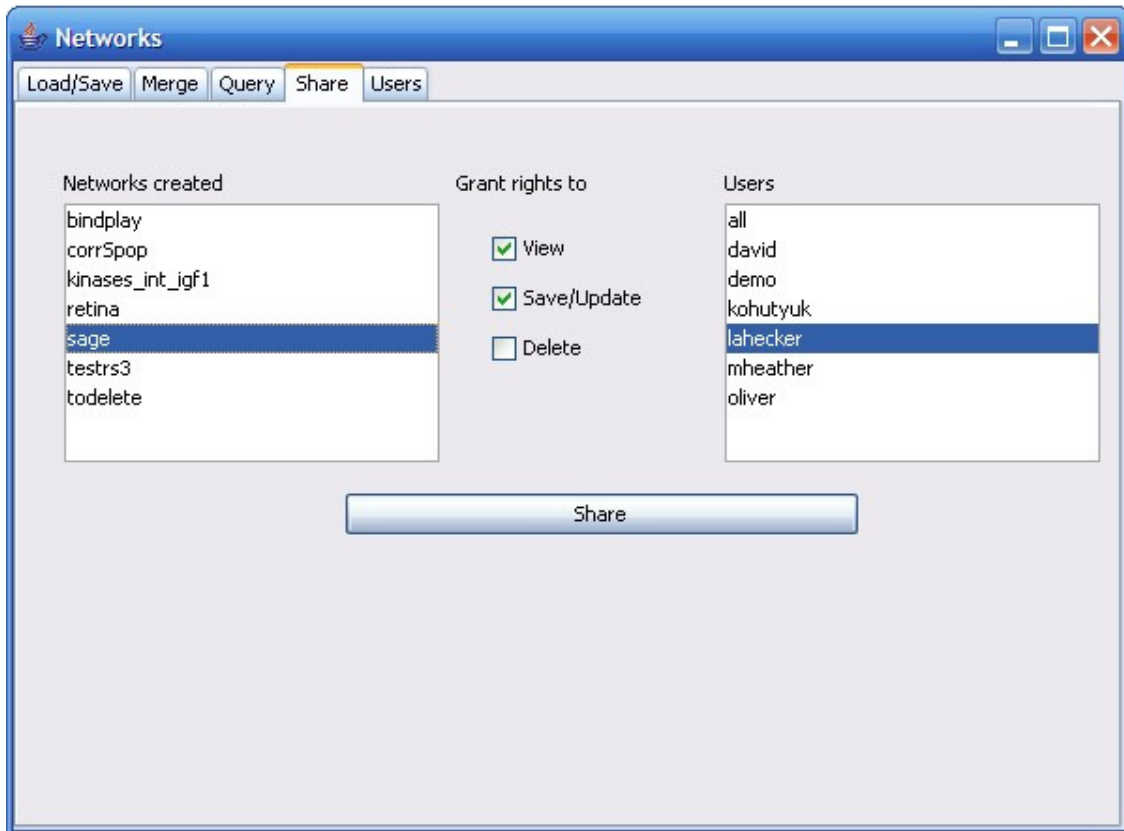 Networks
Load/Save Merge Query Share Users
Networks created
bindplay
corr5pop
kinases_int_igf1
retina
sage
testrs3
todelete
Grant rights to
View
Save/Update
Delete
Users
all
david
demo
kohutyuk
lahecker
mheather
oliver
Share